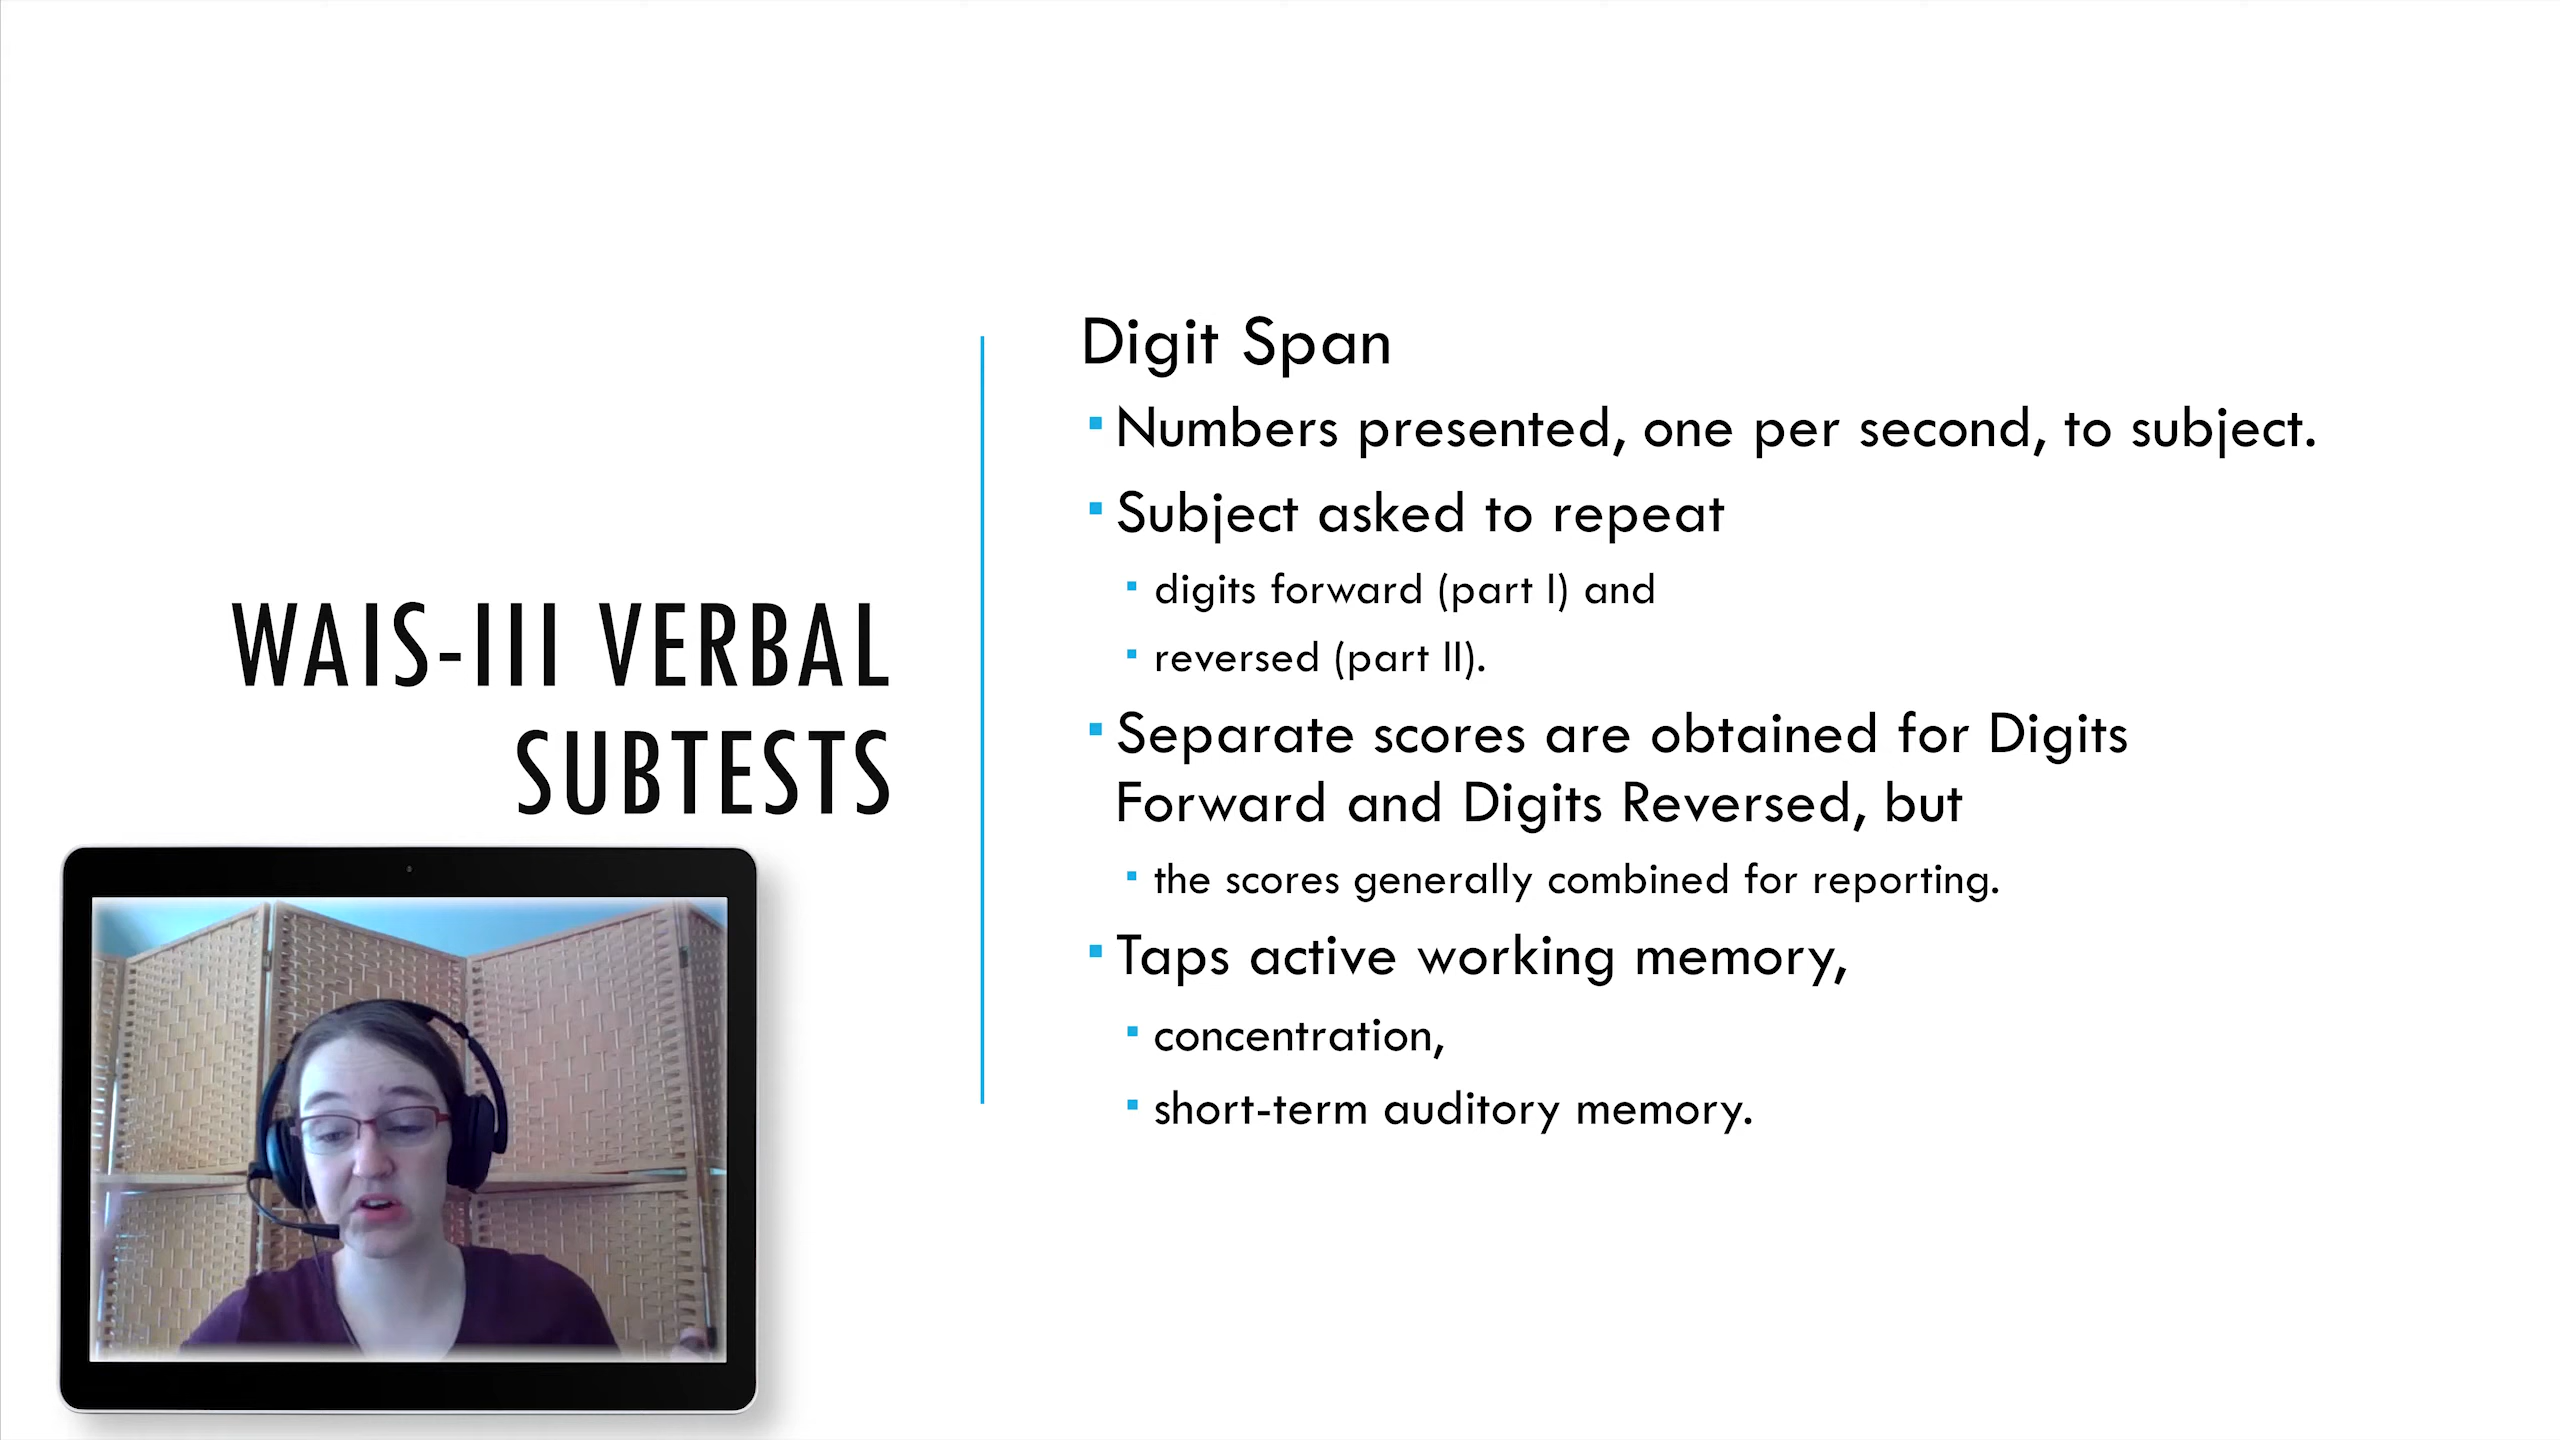 WAIS-III VERBAL
SUBTESTS
Digit Span
Numbers presented, one per second, to subject.
Subject asked to repeat
digits forward (part I) and
reversed (part II).
Separate scores are obtained for Digits
Forward and Digits Reversed, but
the scores generally combined for reporting.
Taps active working memory,
concentration,
short-term auditory memory.